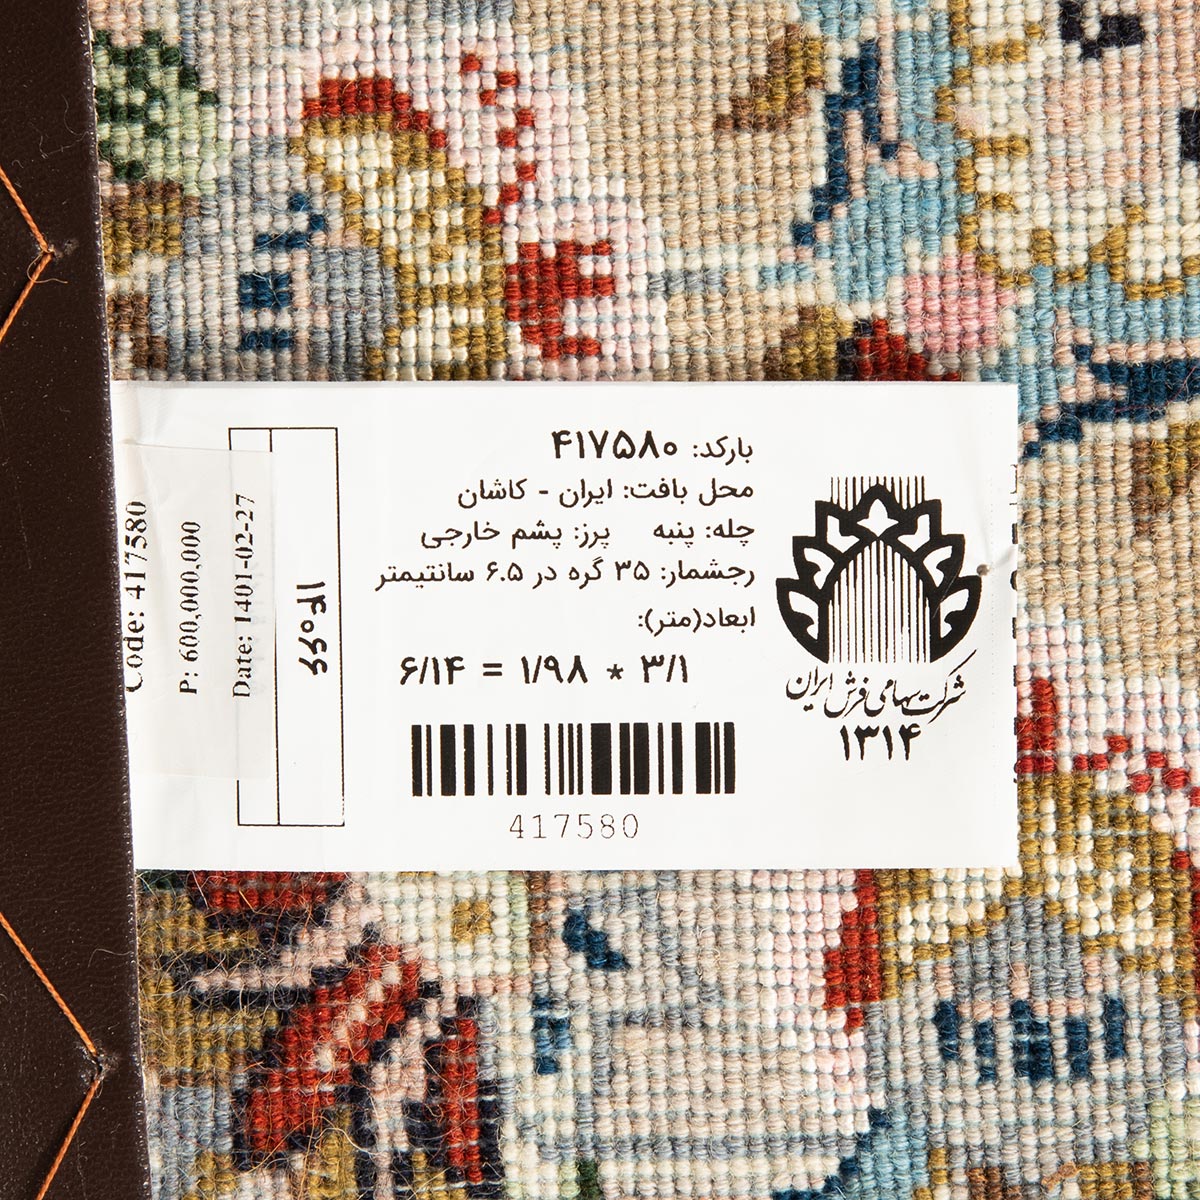 بارکد: ۴۱۷۵۸۰
محل بافت: ایران - کاشان
چله: پنبه پرز: پشم خارجی
رجشمار: ۳۵ گره در ۶.۵ سانتیمتر
ابعاد(متر):
۳/۱ * ۱/۹۸ = ۶/۱۴
417580
شرکت سهامی فرش ایران
۱۳۱۴
۱۴۰۶۶
Code: 417580
P: 600,000,000
Date: 1401-02-27